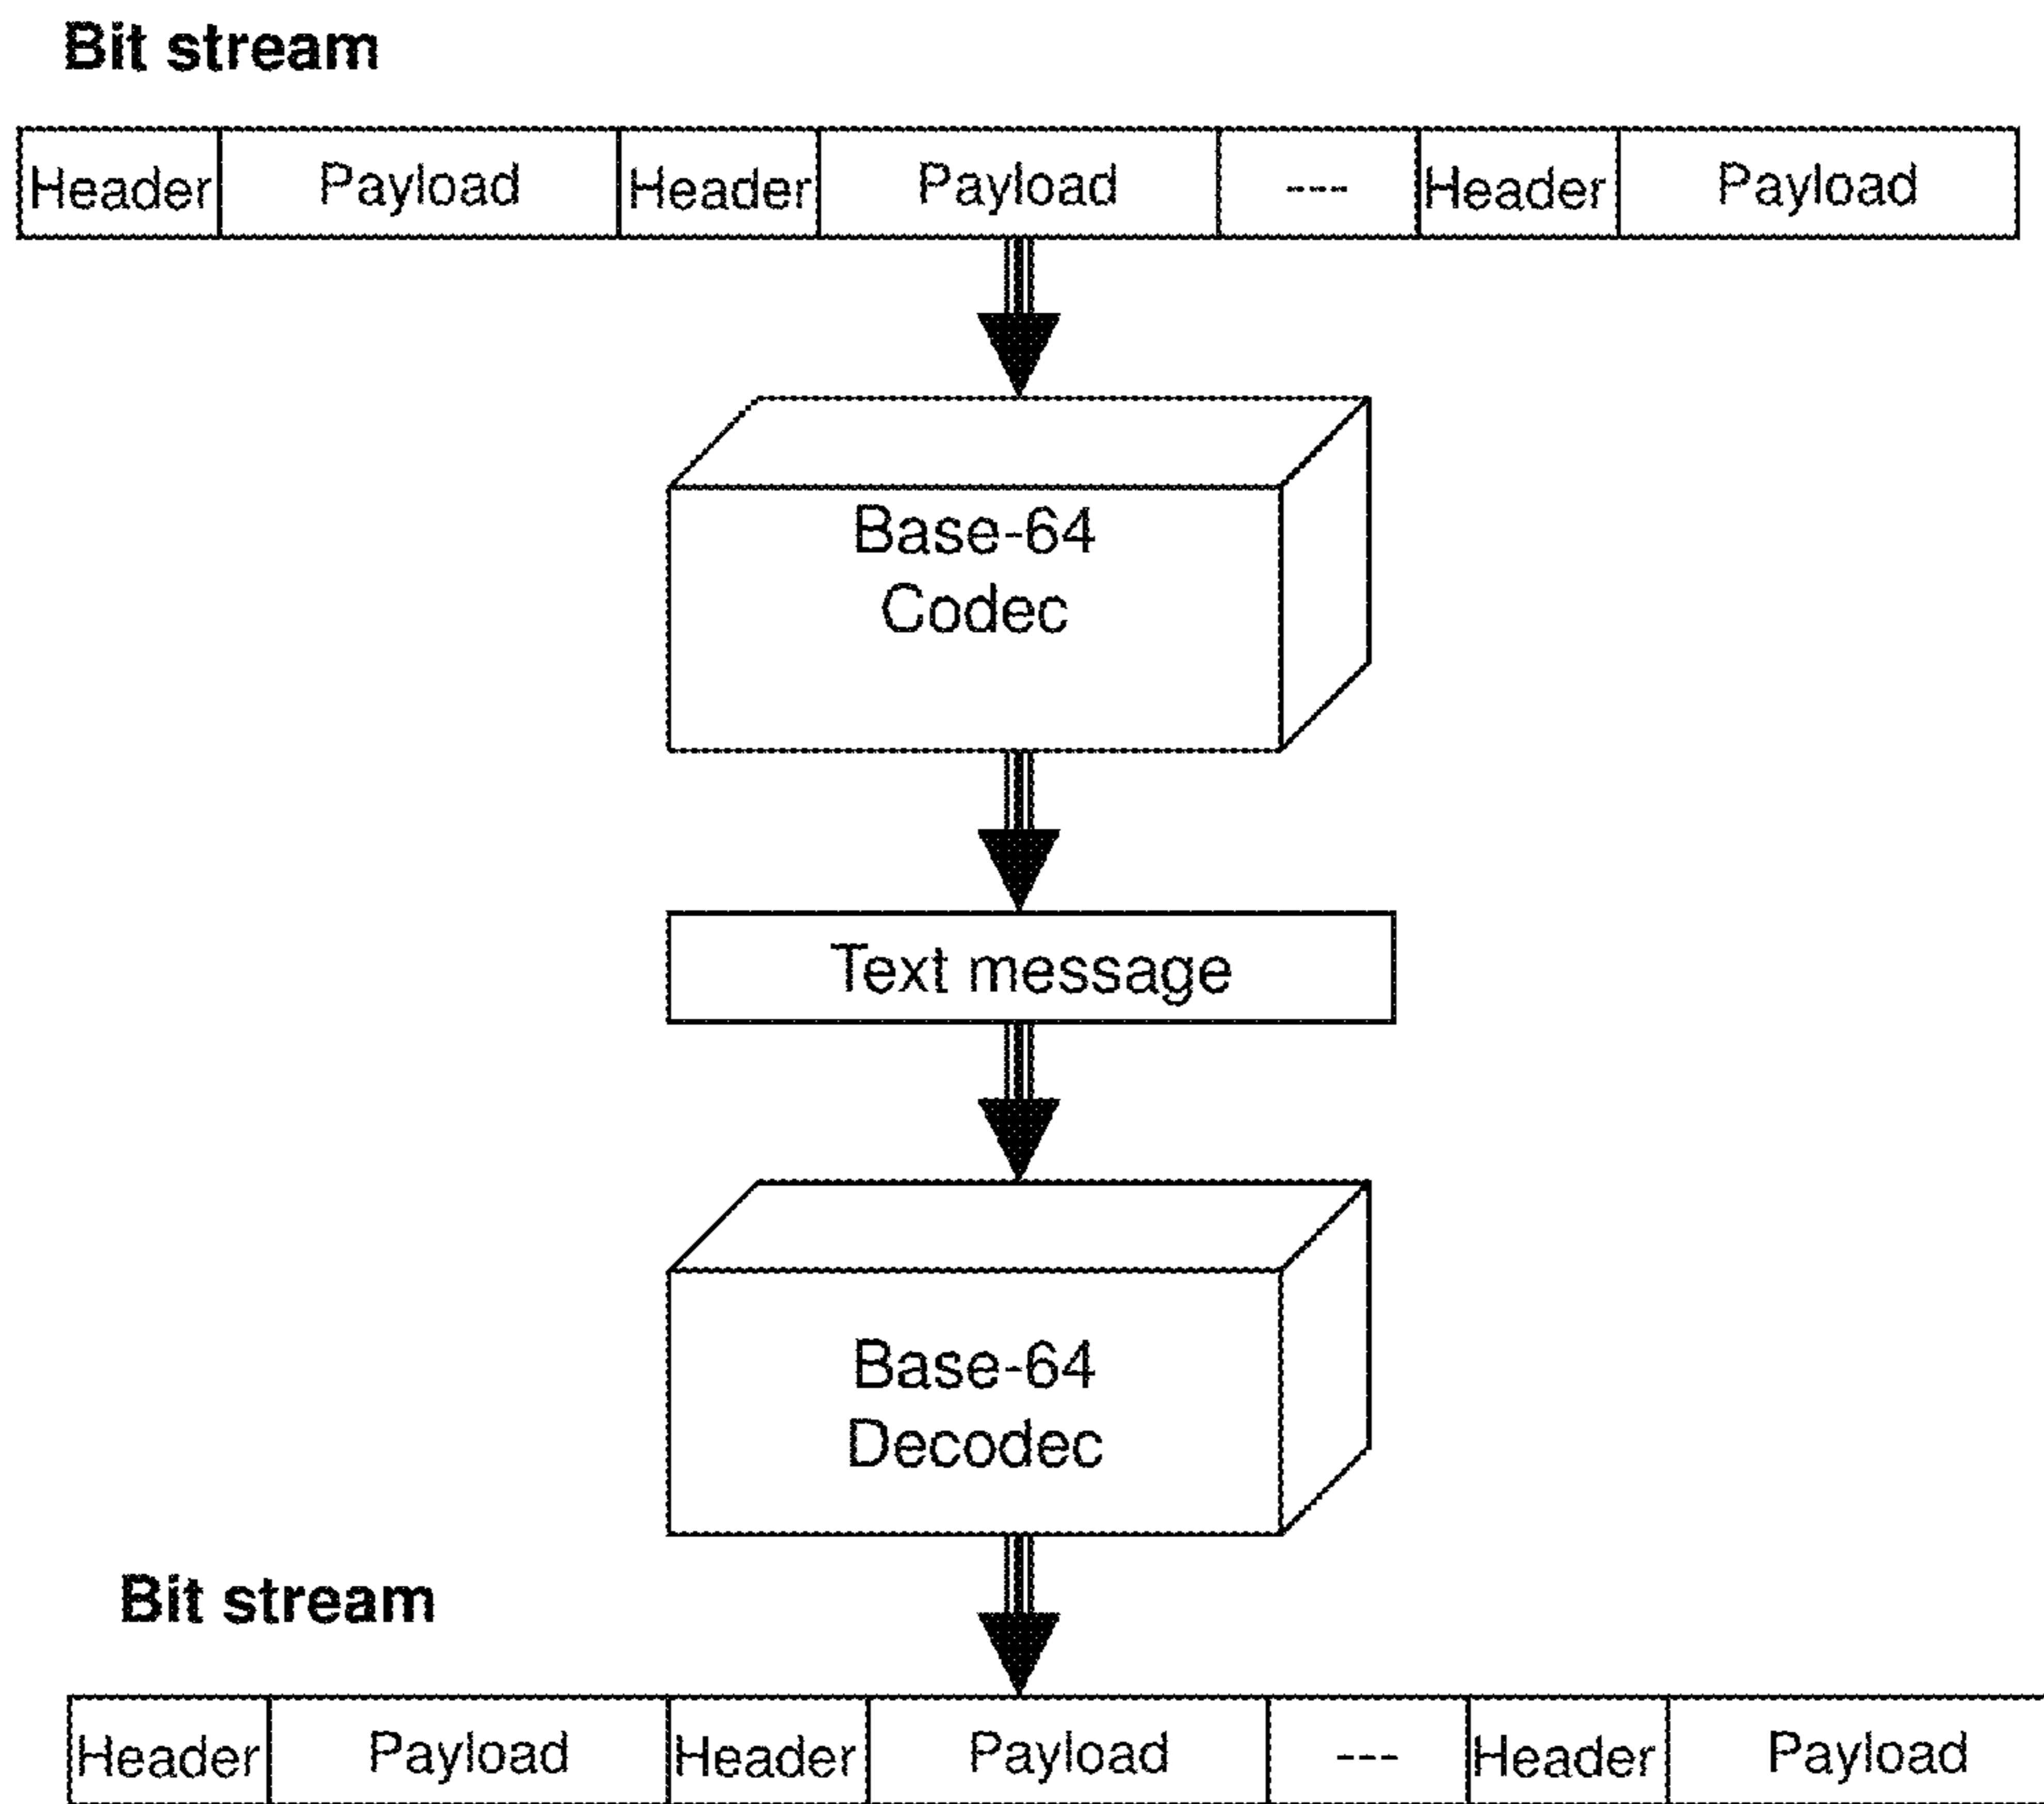 Bit stream
Header Payload Header Payload ---- Header Payload
Base-64
Codec
Text message
Base-64
Decodec
Bit stream
Header Payload Header Payload --- Header Payload